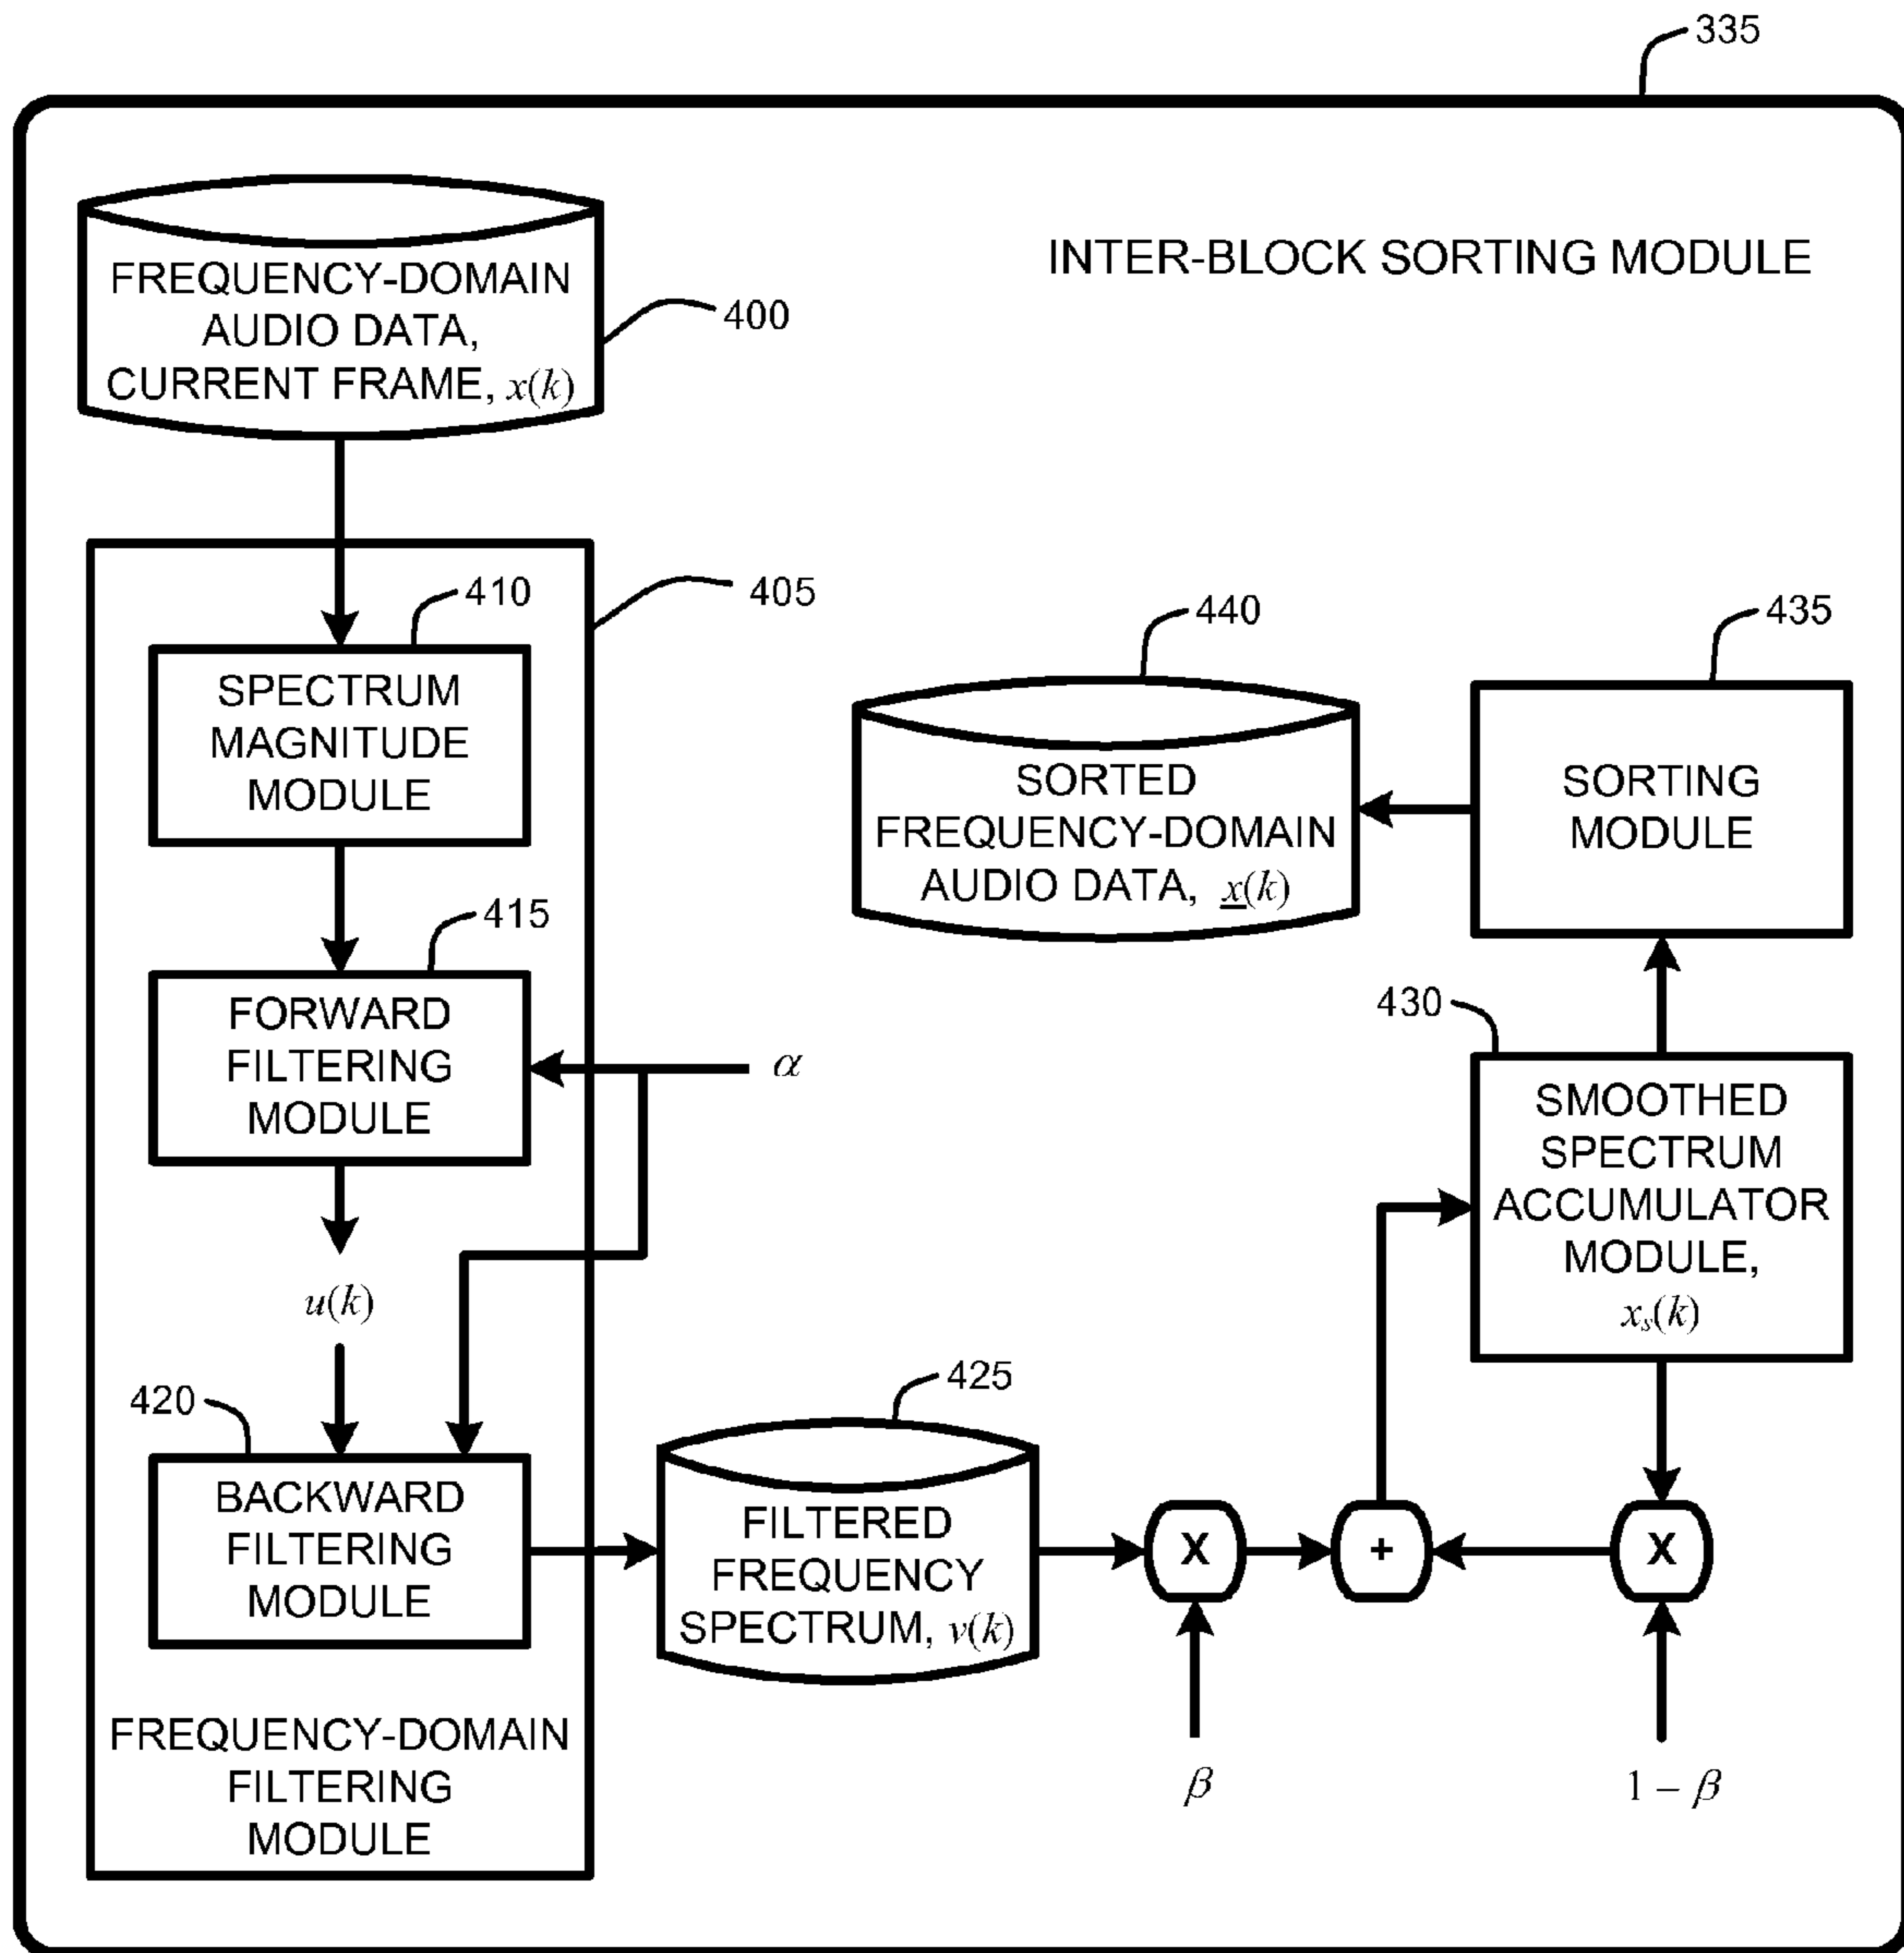 335
INTER-BLOCK SORTING MODULE
FREQUENCY-DOMAIN
AUDIO DATA,
CURRENT FRAME, x(k)
400
405
410
SPECTRUM
MAGNITUDE
MODULE
415
FORWARD
FILTERING
MODULE
α
u(k)
420
BACKWARD
FILTERING
MODULE
FREQUENCY-DOMAIN
FILTERING
MODULE
425
FILTERED
FREQUENCY
SPECTRUM, v(k)
X
β
+
X
1 – β
430
SMOOTHED
SPECTRUM
ACCUMULATOR
MODULE,
xₛ(k)
435
SORTING
MODULE
440
SORTED
FREQUENCY-DOMAIN
AUDIO DATA, x̲(k)